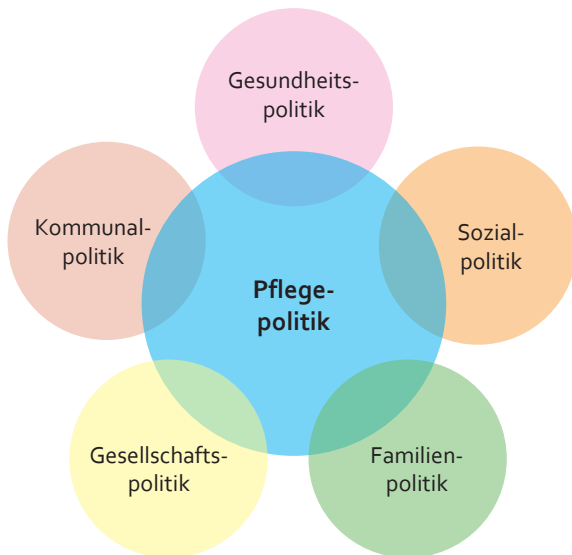 Gesundheits-
politik
Kommunal-
politik
Sozial-
politik
Pflege-
politik
Gesellschafts-
politik
Familien-
politik